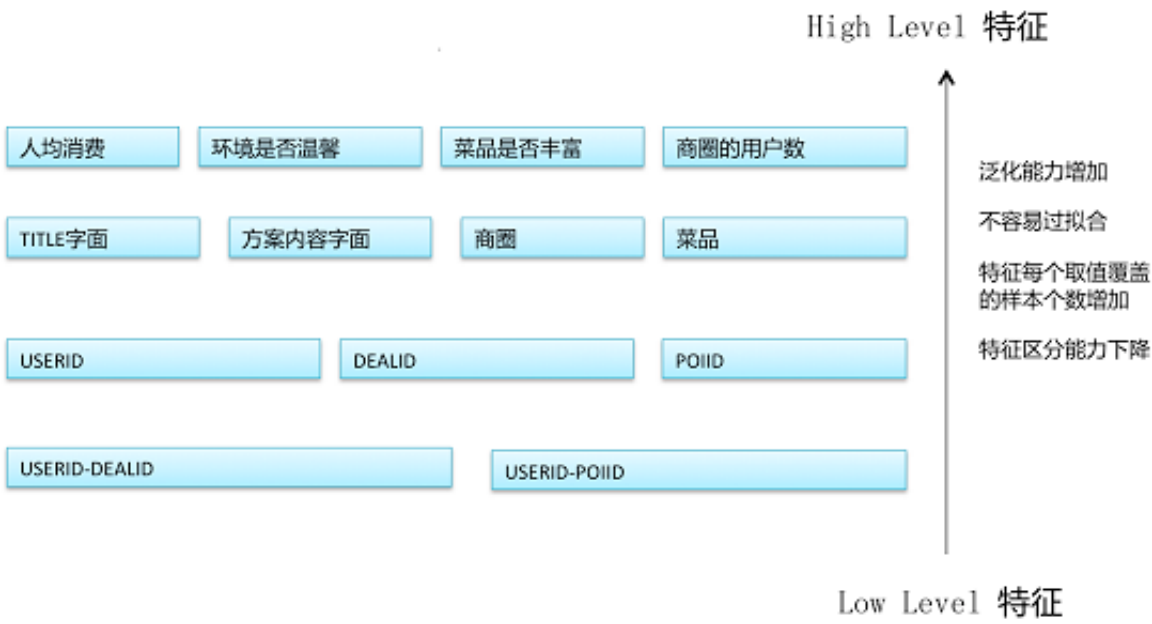 High Level 特征
人均消费
环境是否温馨
菜品是否丰富
商圈的用户数
泛化能力增加
TITLE字面
方案内容字面
商圈
菜品
不容易过拟合
特征每个取值覆盖
的样本个数增加
特征区分能力下降
USERID
DEALID
POIID
USERID-DEALID
USERID-POIID
Low Level 特征